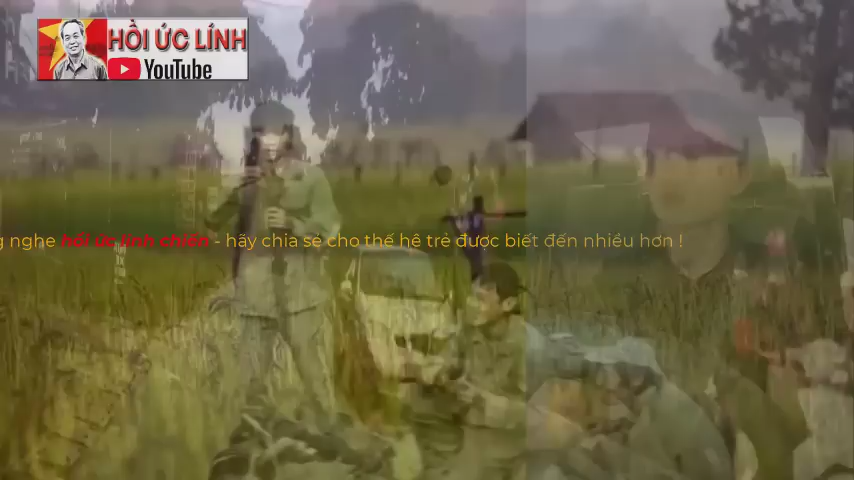 HỒI ỨC LÍNH
YouTube
g nghe hồi ức lính chiến - hãy chia sẻ cho thế hệ trẻ được biết đến nhiều hơn !